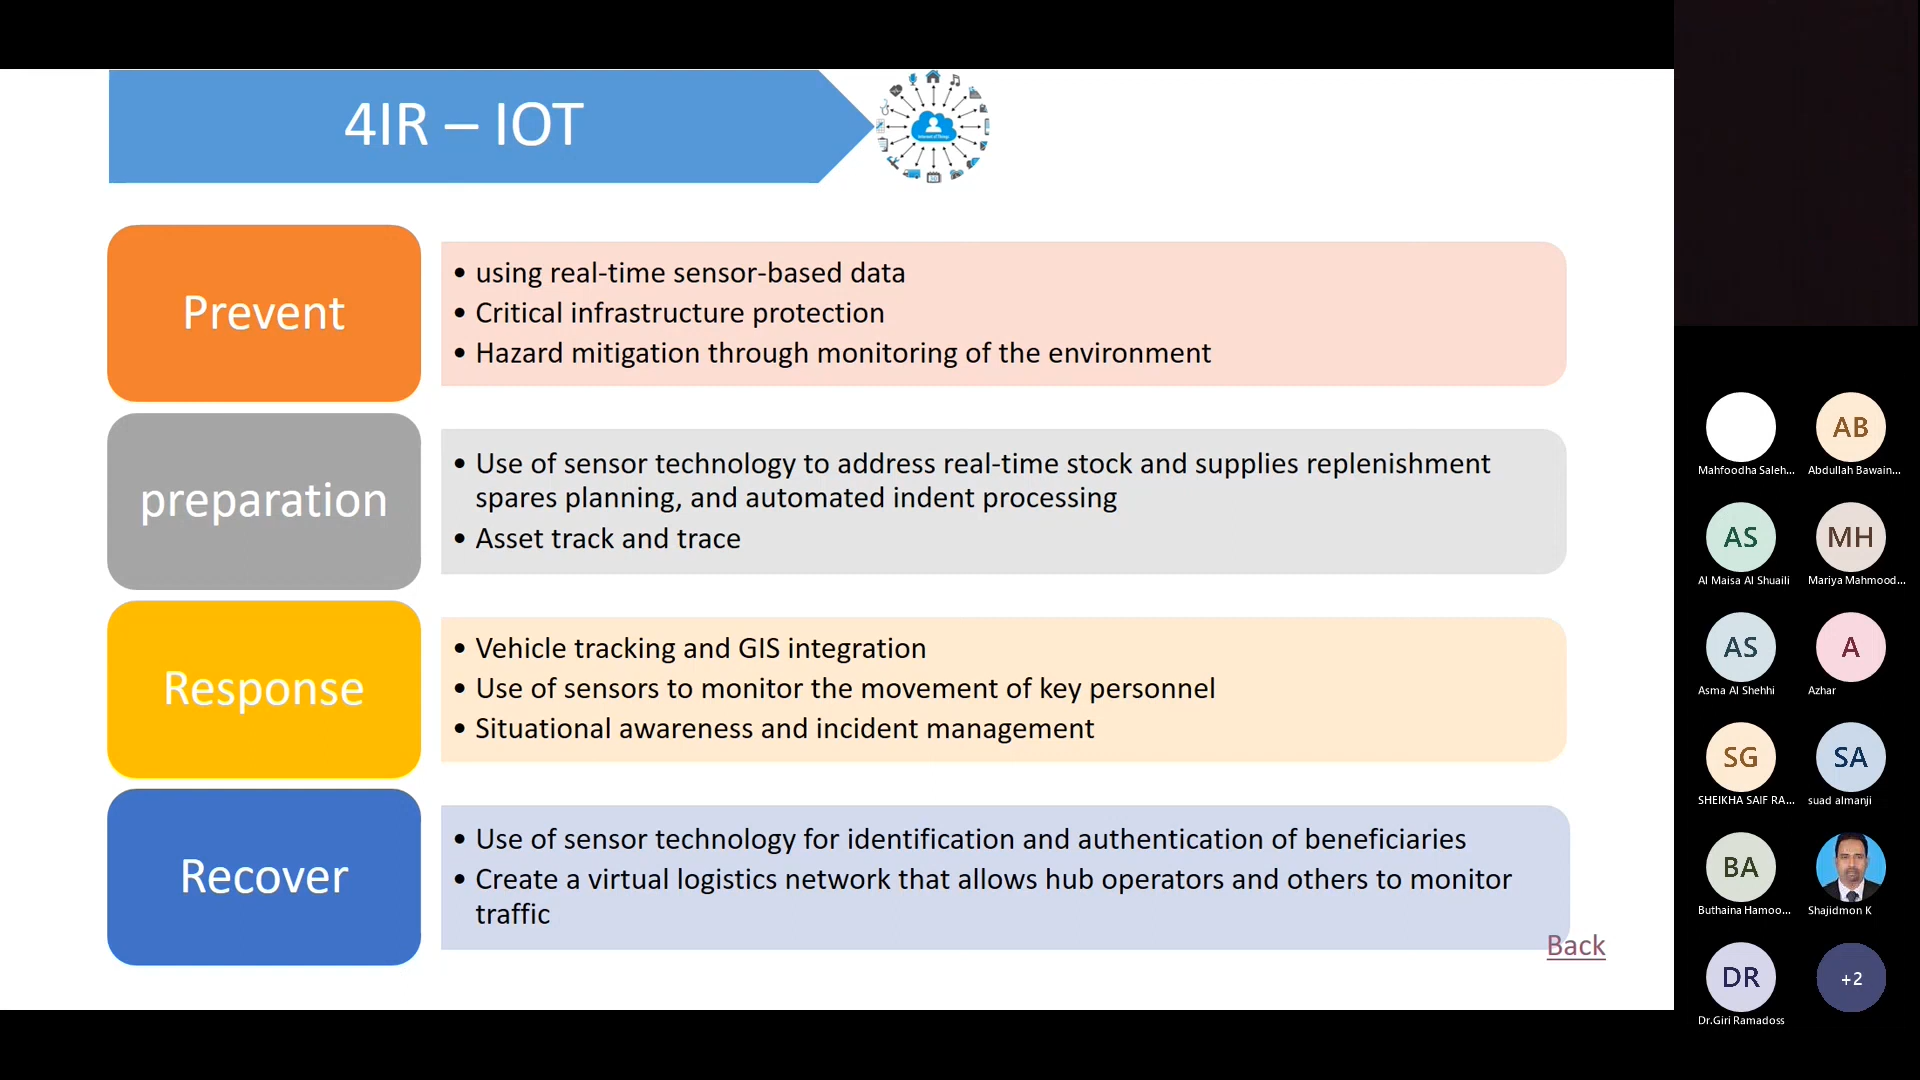 4IR – IOT
Prevent
• using real-time sensor-based data
• Critical infrastructure protection
• Hazard mitigation through monitoring of the environment
preparation
• Use of sensor technology to address real-time stock and supplies replenishment
spares planning, and automated indent processing
• Asset track and trace
Response
• Vehicle tracking and GIS integration
• Use of sensors to monitor the movement of key personnel
• Situational awareness and incident management
Recover
• Use of sensor technology for identification and authentication of beneficiaries
• Create a virtual logistics network that allows hub operators and others to monitor
traffic
Back
Mahfoodha Saleh...
AB
Abdullah Bawain...
AS
Al Maisa Al Shuaili
MH
Mariya Mahmood...
AS
Asma Al Shehhi
A
Azhar
SG
SHEIKHA SAIF RA...
SA
suad almanji
BA
Buthaina Hamoo...
Shajidmon K
DR
Dr.Giri Ramadoss
+2